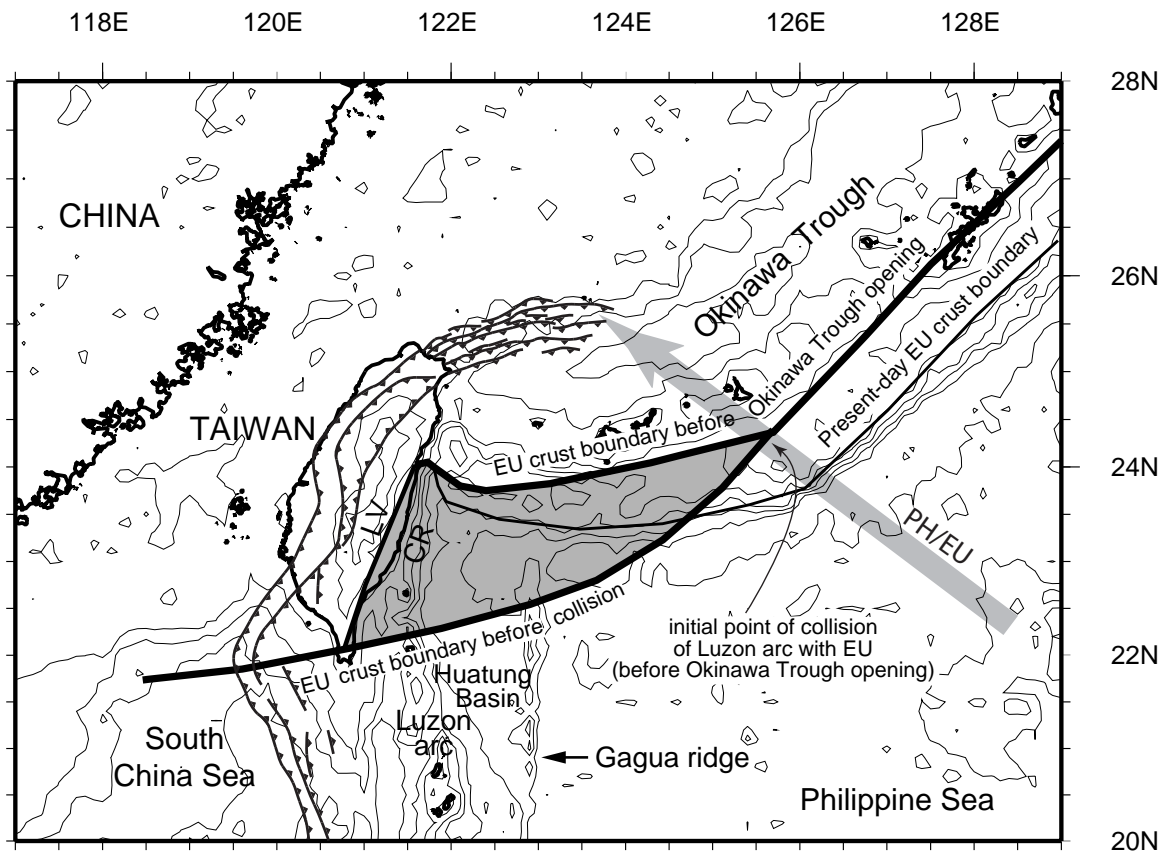 118E 120E 122E 124E 126E 128E
28N
CHINA
Okinawa Trough
26N
Okinawa Trough opening
Present-day EU crust boundary
TAIWAN
EU crust boundary before
24N
LV
CR
PH/EU
EU crust boundary before collision
initial point of collision
of Luzon arc with EU
(before Okinawa Trough opening)
22N
Huatung
Basin
Luzon
arc
South
China Sea
Gagua ridge
Philippine Sea
20N